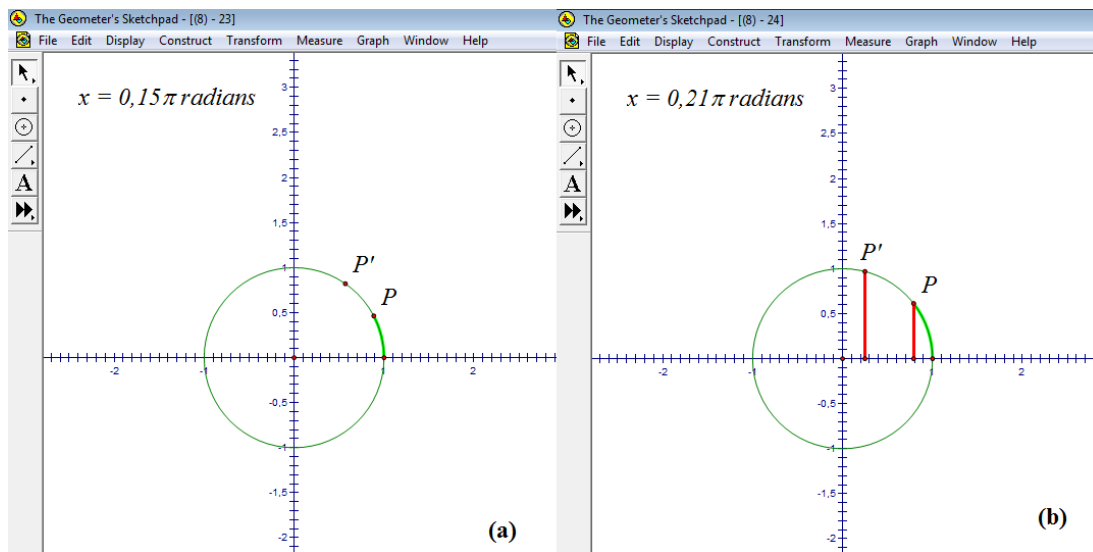 The Geometer's Sketchpad - [(8) - 23]
File Edit Display Construct Transform Measure Graph Window Help
A
x = 0,15π radians
3
2,5
2
1,5
1
0,5
-0,5
-1
-1,5
-2
-2
-1
1
2
P'
P
(a)
The Geometer's Sketchpad - [(8) - 24]
File Edit Display Construct Transform Measure Graph Window Help
A
x = 0,21π radians
3
2,5
2
1,5
1
0,5
-0,5
-1
-1,5
-2
-2
-1
1
2
P'
P
(b)